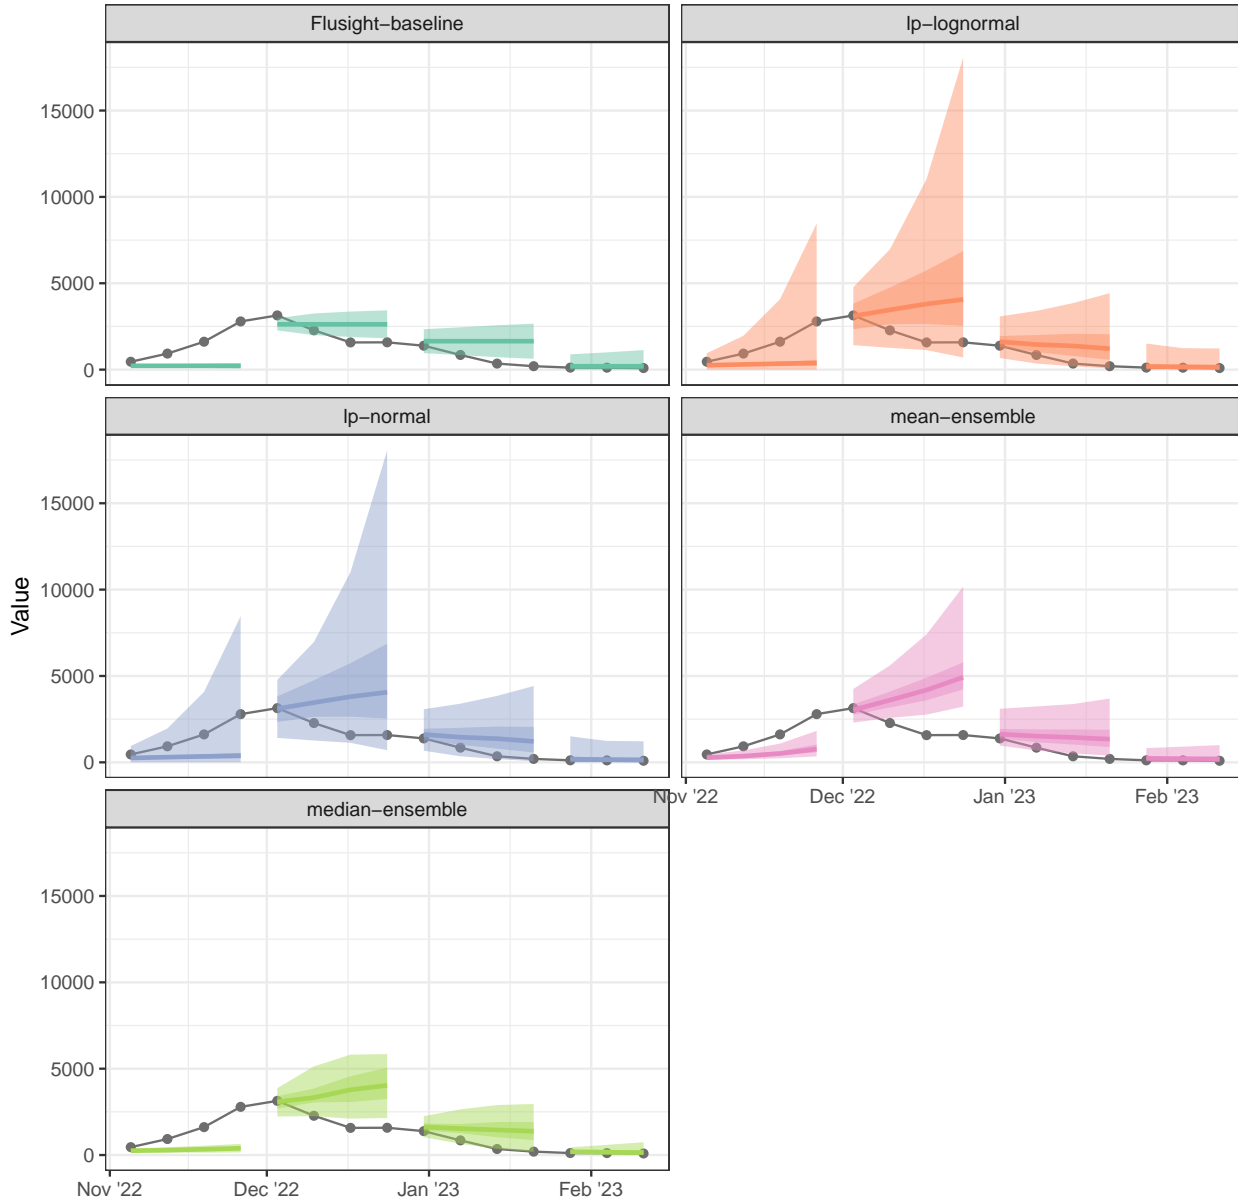 Flusight−baseline
lp−lognormal
15000
10000
5000
0
lp−normal
mean−ensemble
15000
10000
5000
0
Value
Nov '22
Dec '22
Jan '23
Feb '23
median−ensemble
15000
10000
5000
0
Nov '22
Dec '22
Jan '23
Feb '23